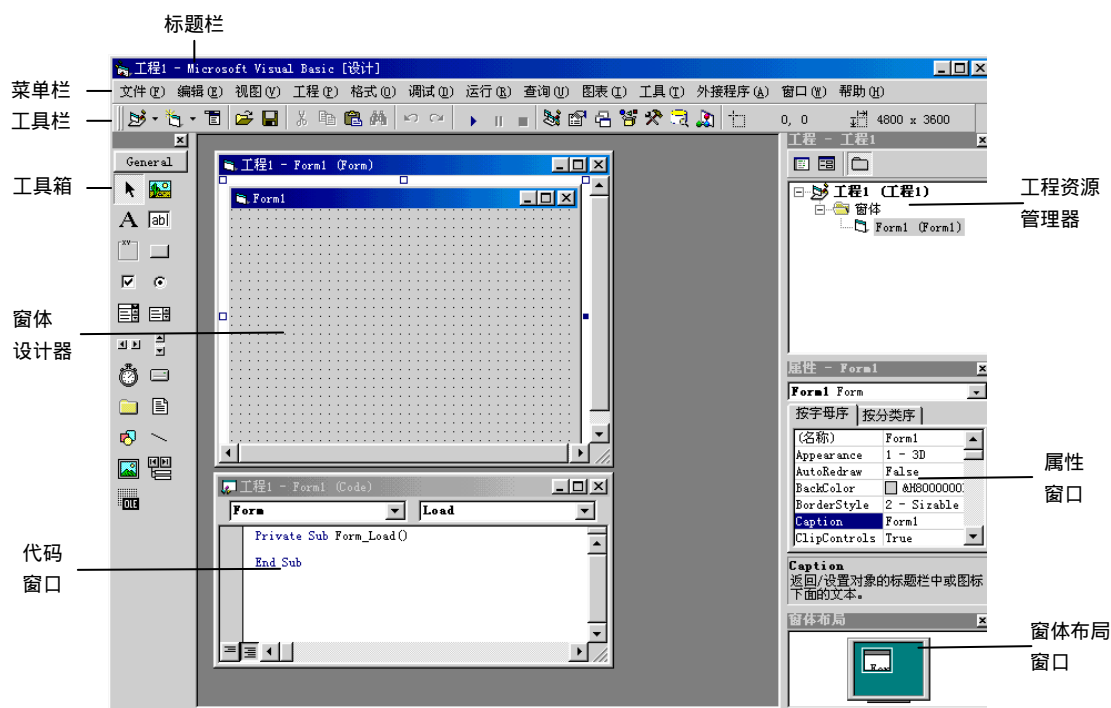 标题栏
工程1 - Microsoft Visual Basic [设计]
菜单栏
文件(F) 编辑(E) 视图(V) 工程(P) 格式(O) 调试(D) 运行(R) 查询(U) 图表(I) 工具(T) 外接程序(A) 窗口(W) 帮助(H)
工具栏
0, 0 4800 x 3600
General
工具箱
A ab|
xv
OLE
工程1 - Form1 (Form)
Form1
窗体
设计器
工程1 - Form1 (Code)
Form Load
Private Sub Form_Load()
End Sub
代码
窗口
工程 - 工程1
工程1 (工程1)
窗体
Form1 (Form1)
工程资源
管理器
属性 - Form1
Form1 Form
按字母序 按分类序
(名称) Form1
Appearance 1 - 3D
AutoRedraw False
BackColor &H8000000
BorderStyle 2 - Sizable
Caption Form1
ClipControls True
属性
窗口
Caption
返回/设置对象的标题栏中或图标
下面的文本。
窗体布局
For
窗体布局
窗口